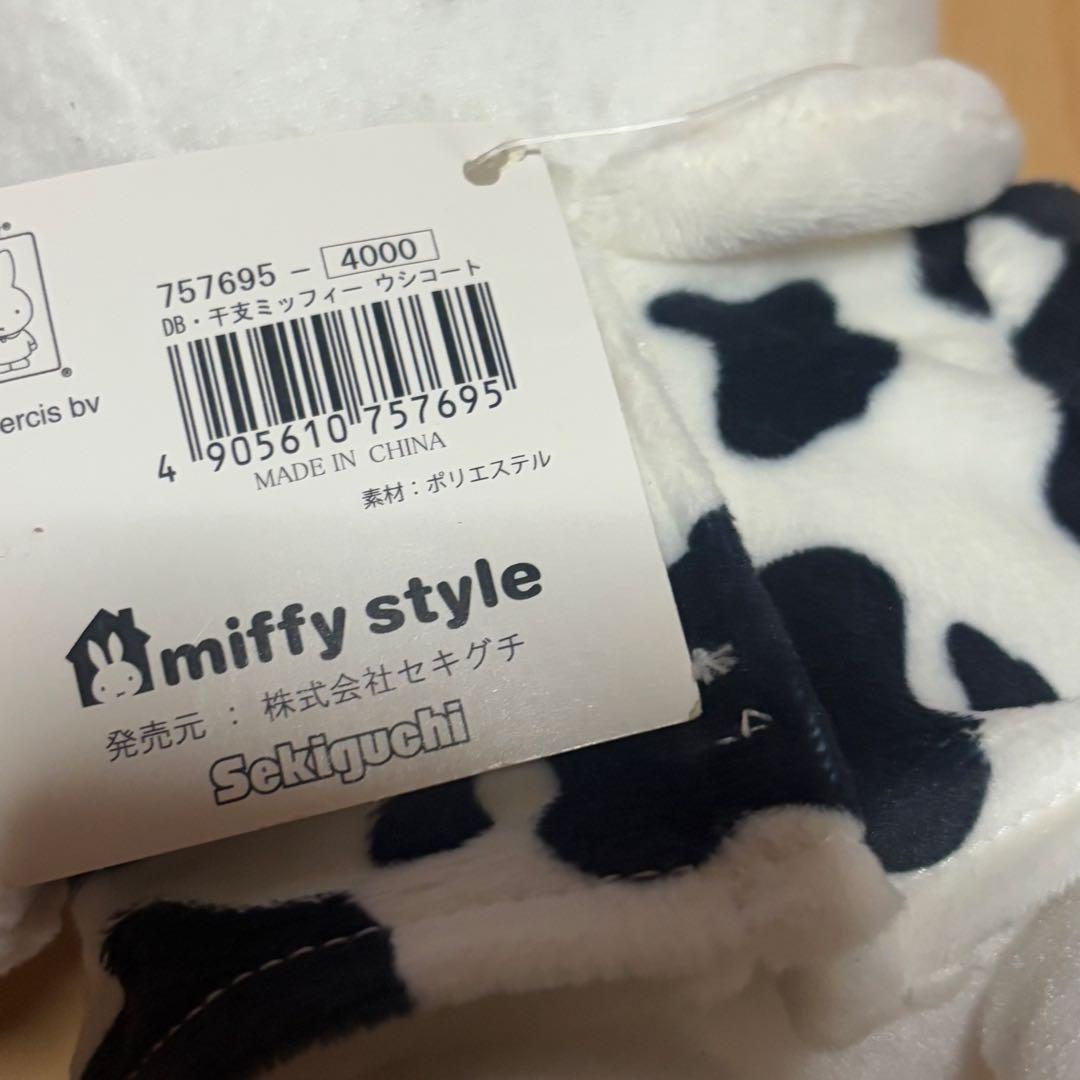 757695 - 4000
DB・干支ミッフィー ウシコート
4 905610 757695
MADE IN CHINA
素材：ポリエステル
ercis bv
miffy style
発売元 ： 株式会社セキグチ
Sekiguchi